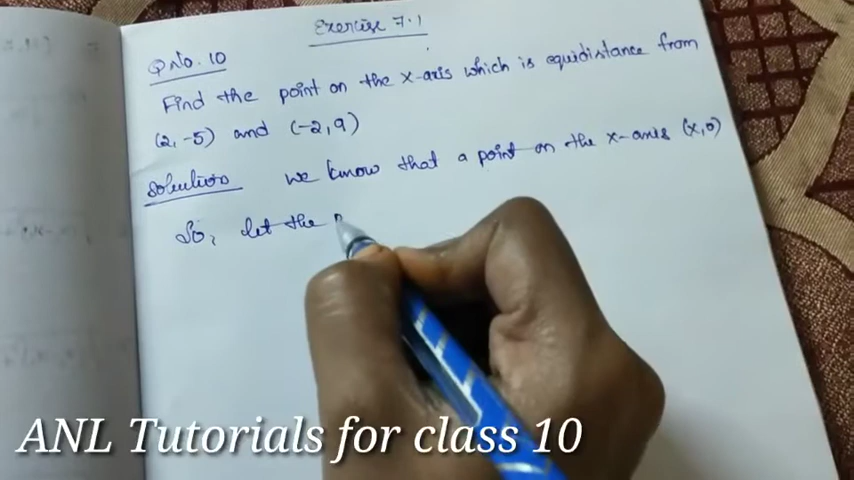 Exercise 7.1
Q No. 10
Find the point on the x-axis which is equidistance from
(2, -5) and (-2, 9)
Solution we know that a point on the x-axis (x, 0)
So, let the
ANL Tutorials for class 10